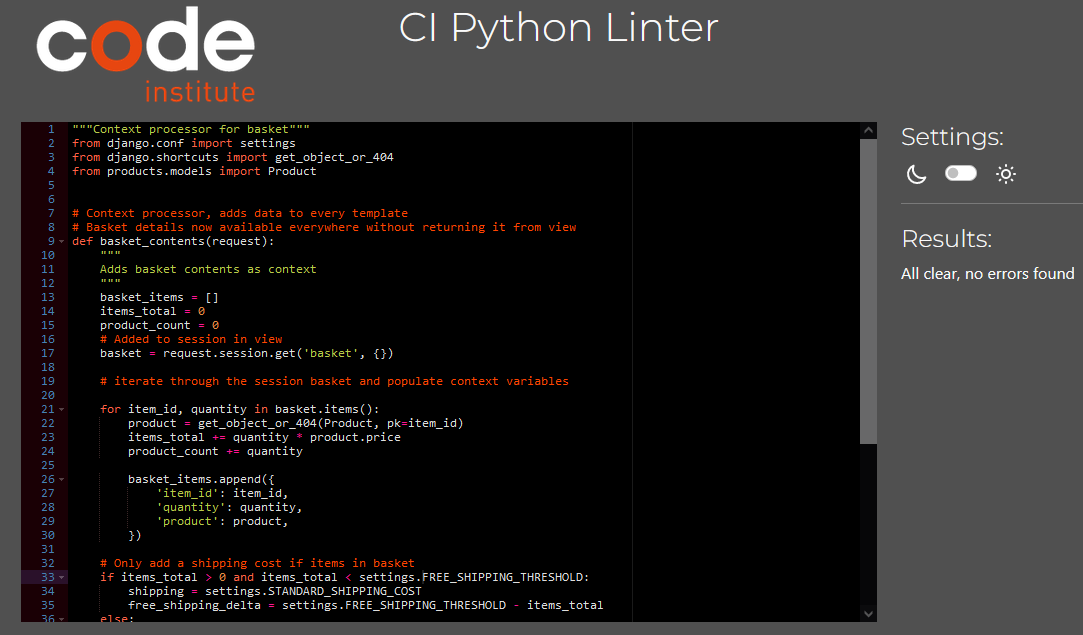 code
institute
CI Python Linter
1 """Context processor for basket"""
2 from django.conf import settings
3 from django.shortcuts import get_object_or_404
4 from products.models import Product
5
6
7 # Context processor, adds data to every template
8 # Basket details now available everywhere without returning it from view
9 def basket_contents(request):
10     """
11     Adds basket contents as context
12     """
13     basket_items = []
14     items_total = 0
15     product_count = 0
16     # Added to session in view
17     basket = request.session.get('basket', {})
18
19     # iterate through the session basket and populate context variables
20
21     for item_id, quantity in basket.items():
22         product = get_object_or_404(Product, pk=item_id)
23         items_total += quantity * product.price
24         product_count += quantity
25
26         basket_items.append({
27             'item_id': item_id,
28             'quantity': quantity,
29             'product': product,
30         })
31
32     # Only add a shipping cost if items in basket
33     if items_total > 0 and items_total < settings.FREE_SHIPPING_THRESHOLD:
34         shipping = settings.STANDARD_SHIPPING_COST
35         free_shipping_delta = settings.FREE_SHIPPING_THRESHOLD - items_total
36     else:
Settings:
Results:
All clear, no errors found